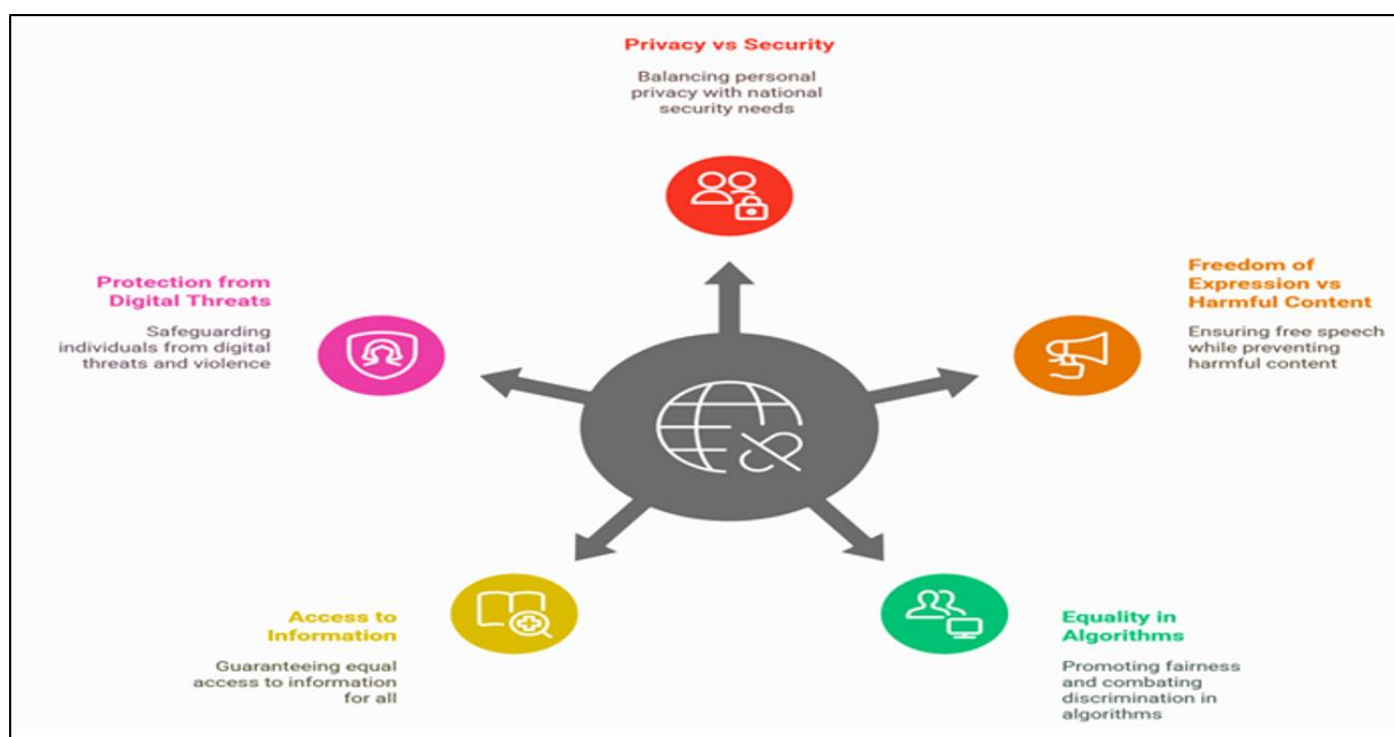 Privacy vs Security
Balancing personal
privacy with national
security needs
Freedom of
Expression vs
Harmful Content
Ensuring free speech
while preventing
harmful content
Equality in
Algorithms
Promoting fairness
and combating
discrimination in
algorithms
Access to
Information
Guaranteeing equal
access to information
for all
Protection from
Digital Threats
Safeguarding
individuals from digital
threats and violence